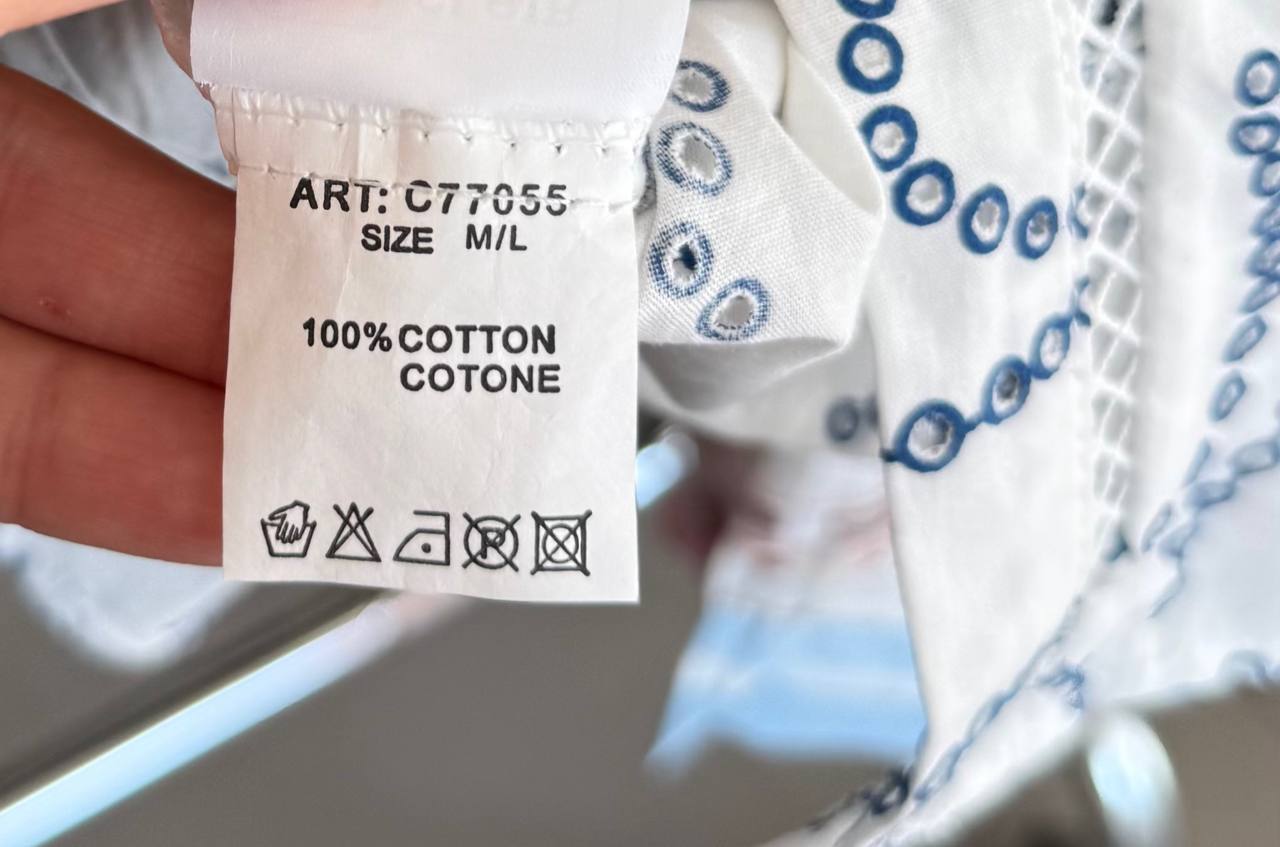 ART: C77055
SIZE M/L
100% COTTON
COTONE
P